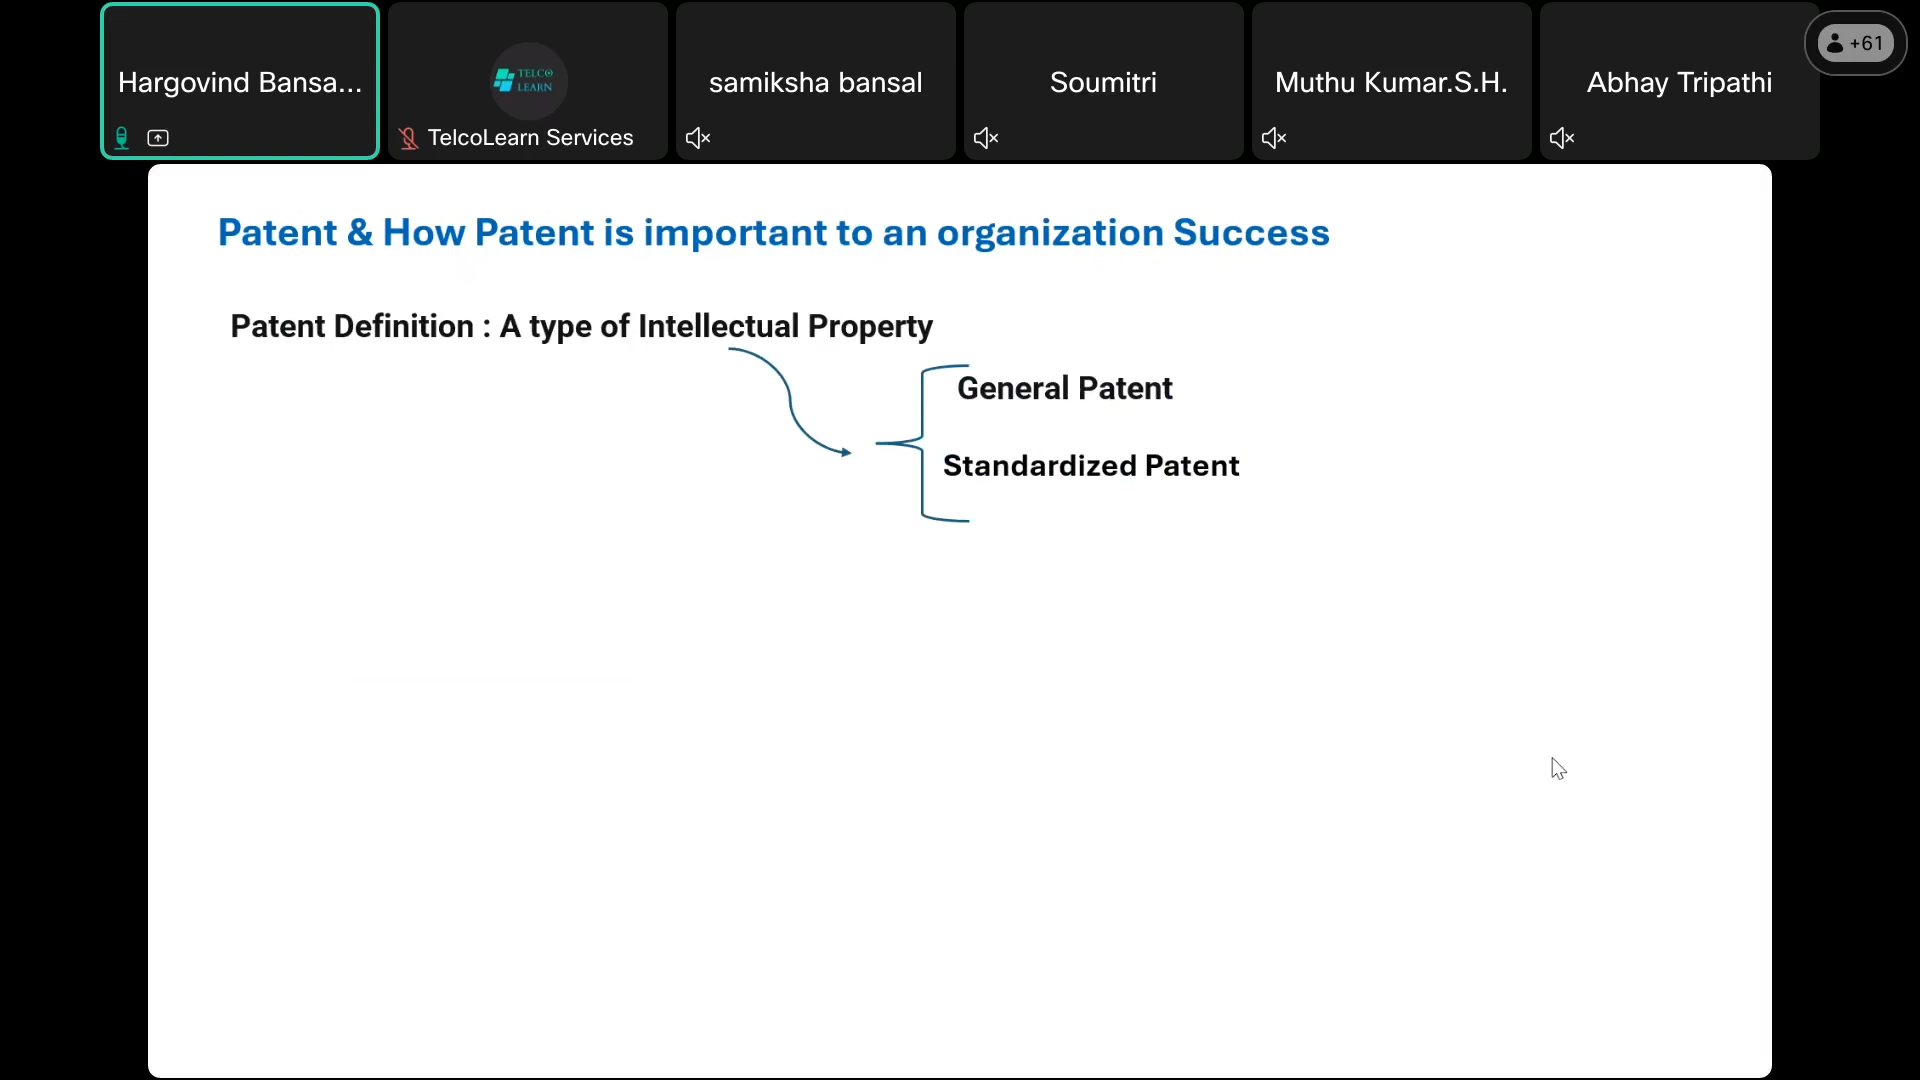 Hargovind Bansa...
TELCO
LEARN
TelcoLearn Services
samiksha bansal
Soumitri
Muthu Kumar.S.H.
Abhay Tripathi
+61
Patent & How Patent is important to an organization Success
Patent Definition : A type of Intellectual Property
General Patent
Standardized Patent